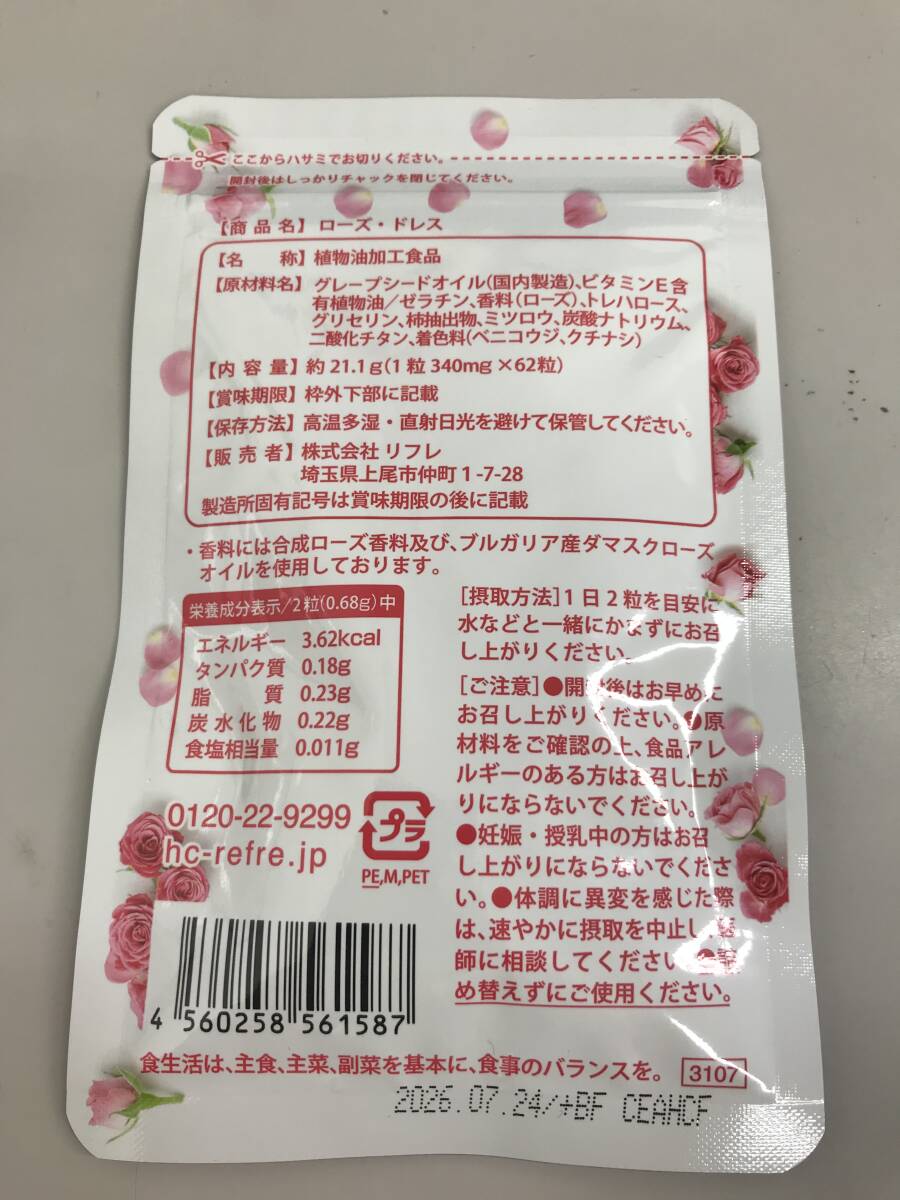 ここからハサミでお切りください。
開封後はしっかりチャックを閉じてください。
【商品名】ローズ・ドレス
【名　称】植物油加工食品
【原材料名】グレープシードオイル(国内製造)、ビタミンE含
有植物油／ゼラチン、香料(ローズ)、トレハロース、
グリセリン、柿抽出物、ミツロウ、炭酸ナトリウム、
二酸化チタン、着色料(ベニコウジ、クチナシ)
【内容量】約21.1g(1粒 340mg×62粒)
【賞味期限】枠外下部に記載
【保存方法】高温多湿・直射日光を避けて保管してください。
【販売者】株式会社 リフレ
埼玉県上尾市仲町1-7-28
製造所固有記号は賞味期限の後に記載
・香料には合成ローズ香料及び、ブルガリア産ダマスクローズ
オイルを使用しております。
栄養成分表示/2粒(0.68g)中
エネルギー 3.62kcal
タンパク質 0.18g
脂質 0.23g
炭水化物 0.22g
食塩相当量 0.011g
[摂取方法]1日2粒を目安に
水などと一緒にかまずにお召
し上がりください。
[ご注意]●開封後はお早めに
お召し上がりください。●原
材料をご確認の上、食品アレ
ルギーのある方はお召し上が
りにならないでください。
●妊娠・授乳中の方はお召
し上がりにならないでくださ
い。●体調に異変を感じた際
は、速やかに摂取を中止し、
師に相談してください
め替えずにご使用ください。
0120-22-9299
hc-refre.jp
プラ
PE,M,PET
4 560258 561587
食生活は、主食、主菜、副菜を基本に、食事のバランスを。
3107
2026.07.24/+BF CEAHCF